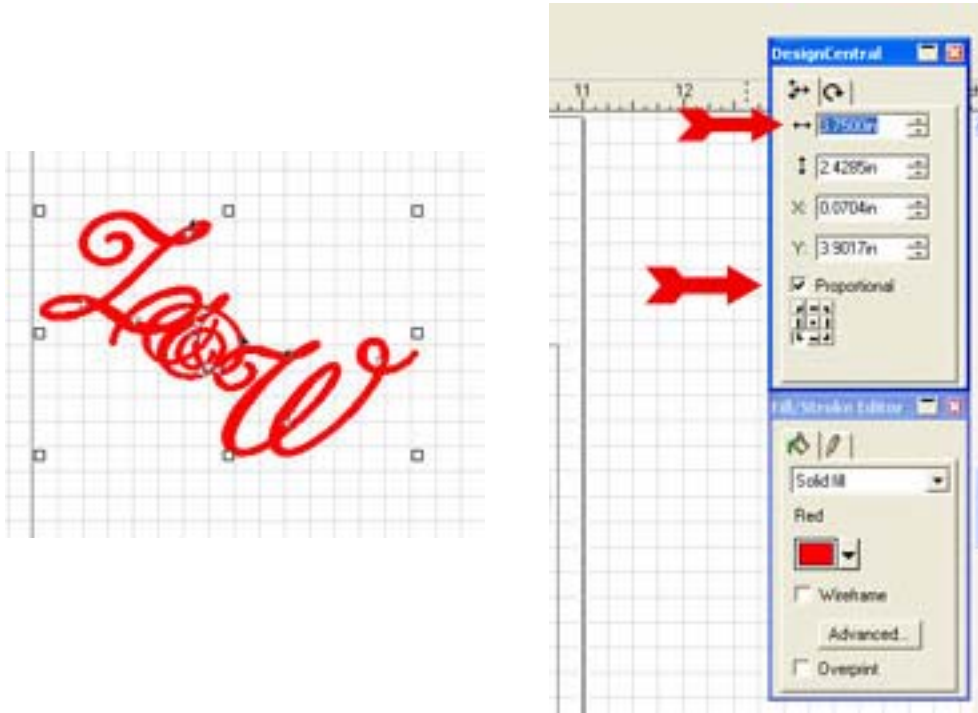 Z & W
11 12
DesignCentral
3.7500in
2.4285in
X: 0.0704in
Y: 3.9017in
Proportional
Fill/Stroke Editor
Solid fill
Red
Wireframe
Advanced...
Overprint